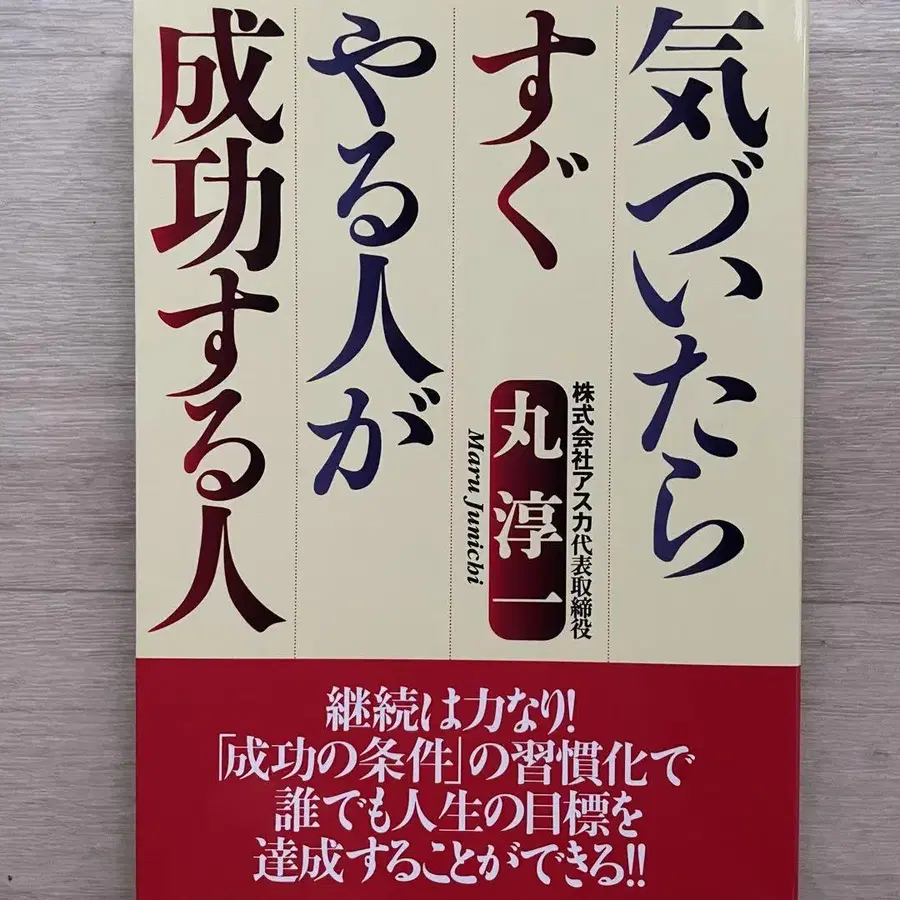 気づいたら
すぐ
やる人が
成功する人
株式会社アスカ代表取締役
丸淳一
Maru Junichi
継続は力なり!
「成功の条件」の習慣化で
誰でも人生の目標を
達成することができる!!